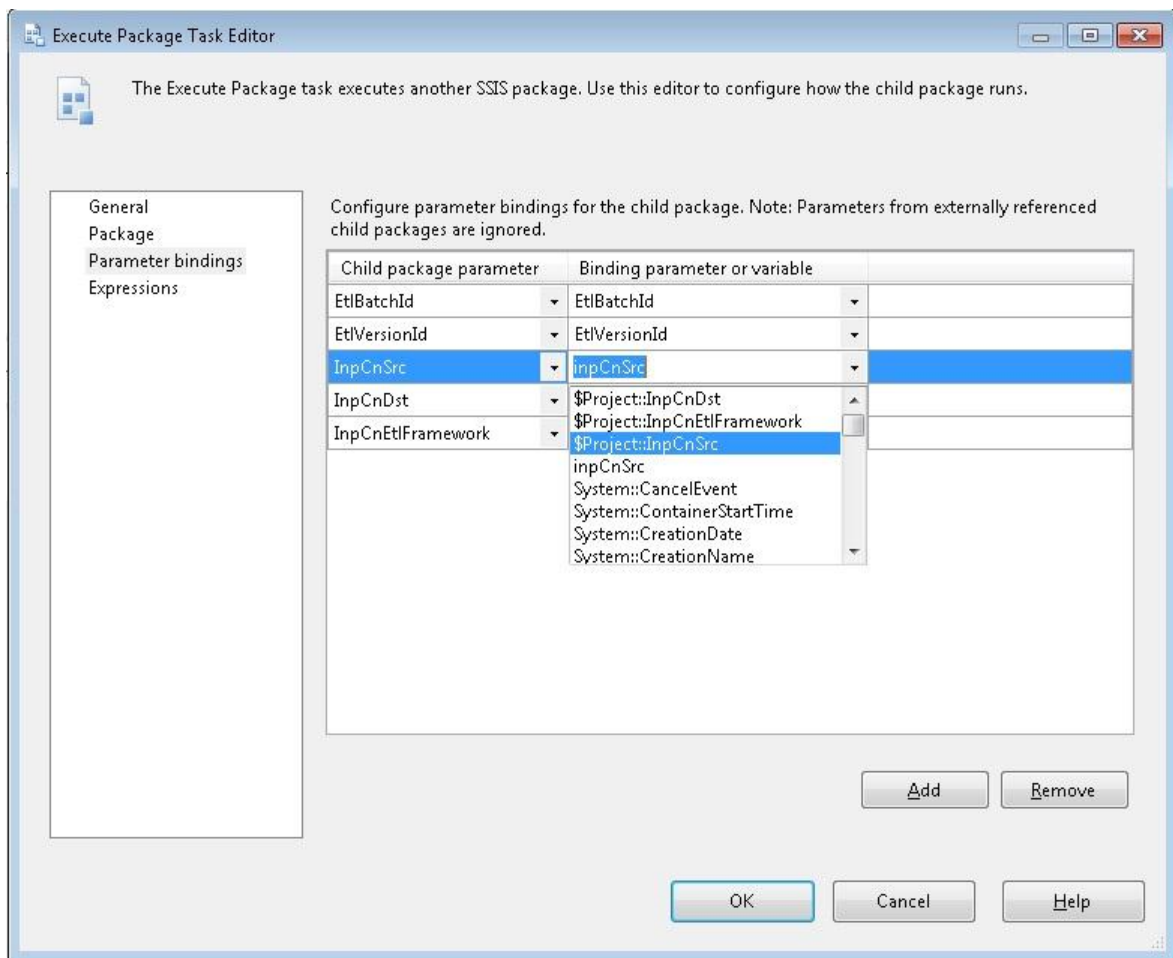 Execute Package Task Editor
The Execute Package task executes another SSIS package. Use this editor to configure how the child package runs.
General
Package
Parameter bindings
Expressions
Configure parameter bindings for the child package. Note: Parameters from externally referenced
child packages are ignored.
Child package parameter Binding parameter or variable
EtlBatchId EtlBatchId
EtlVersionId EtlVersionId
InpCnSrc inpCnSrc
InpCnDst
InpCnEtlFramework
$Project::InpCnDst
$Project::InpCnEtlFramework
$Project::InpCnSrc
inpCnSrc
System::CancelEvent
System::ContainerStartTime
System::CreationDate
System::CreationName
Add Remove
OK Cancel Help